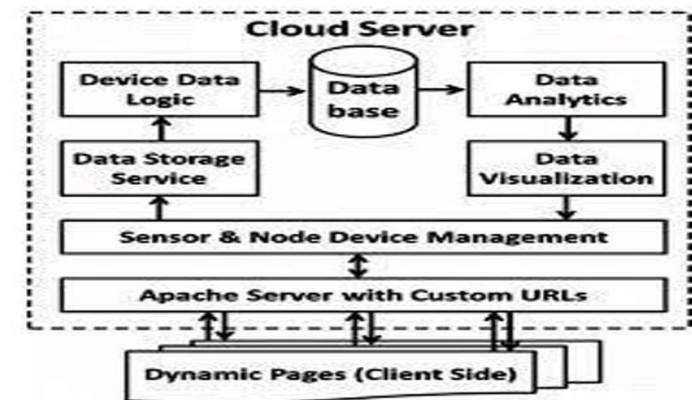 Cloud Server
Device Data
Logic
Data
base
Data
Analytics
Data Storage
Service
Data
Visualization
Sensor & Node Device Management
Apache Server with Custom URLs
Dynamic Pages (Client Side)